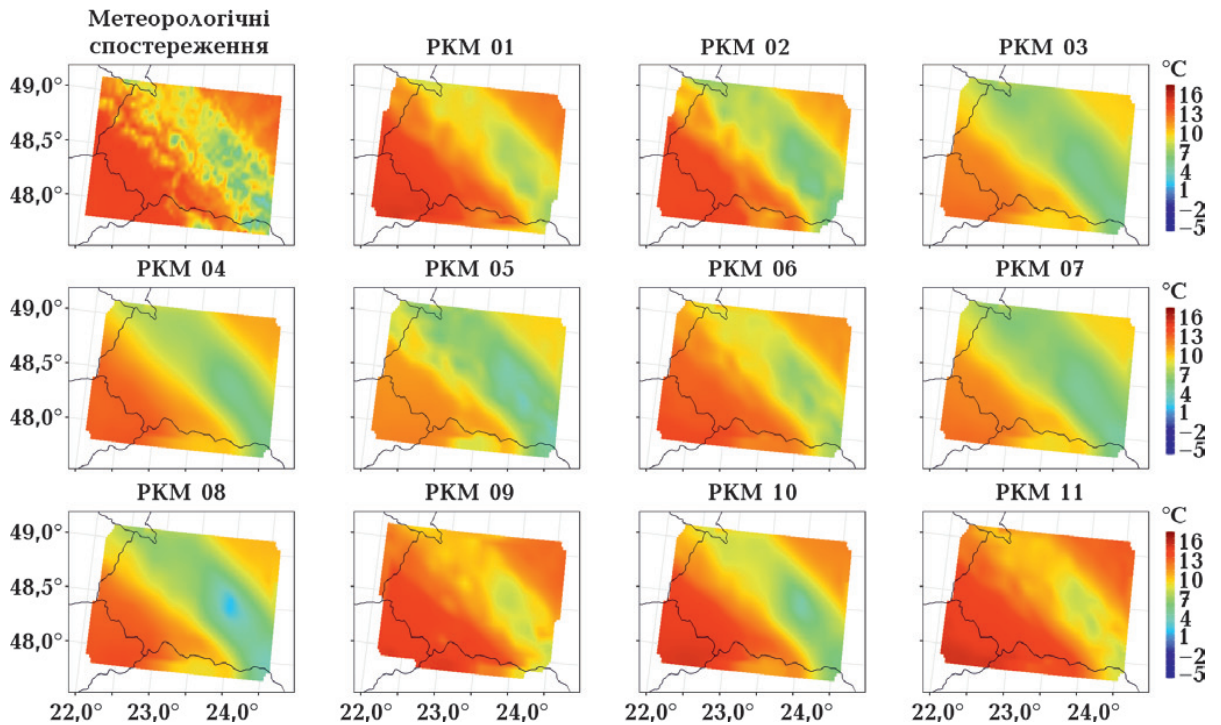 Метеорологічні
спостереження
РКМ 01
РКМ 02
РКМ 03
°C
49,0°
48,5°
48,0°
16
13
10
7
4
1
−2
−5
РКМ 04
РКМ 05
РКМ 06
РКМ 07
49,0°
48,5°
48,0°
16
13
10
7
4
1
−2
−5
РКМ 08
РКМ 09
РКМ 10
РКМ 11
°C
49,0°
48,5°
48,0°
16
13
10
7
4
1
−2
−5
22,0° 23,0° 24,0°
22,0° 23,0° 24,0°
22,0° 23,0° 24,0°
22,0° 23,0° 24,0°